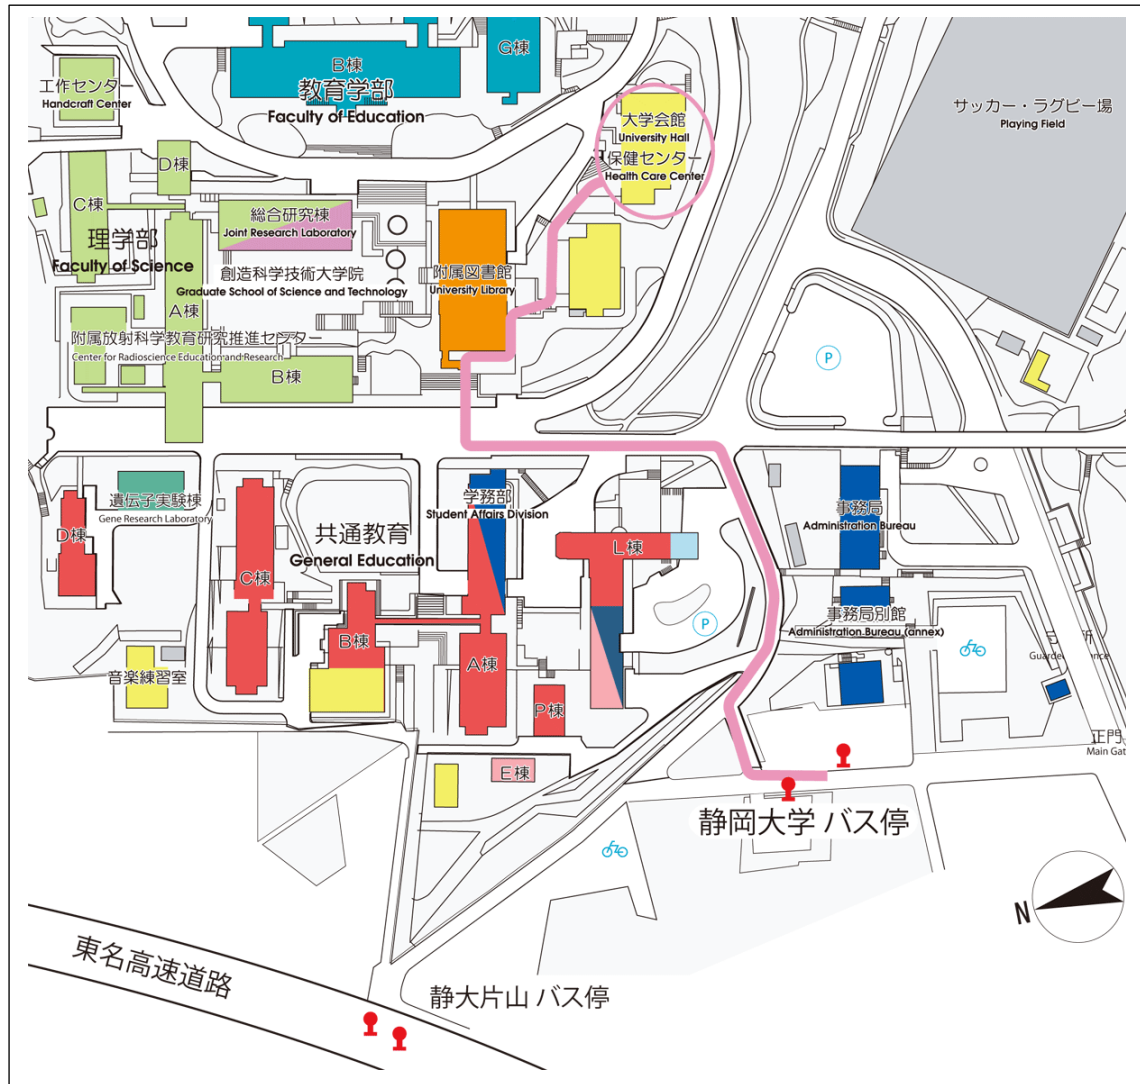 G棟
B棟
教育学部
Faculty of Education
工作センター
Handcraft Center
大学会館
University Hall
保健センター
Health Care Center
サッカー・ラグビー場
Playing Field
D棟
C棟
理学部
Faculty of Science
総合研究棟
Joint Research Laboratory
創造科学技術大学院
Graduate School of Science and Technology
附属図書館
University Library
A棟
附属放射科学教育研究推進センター
Center for Radioscience Education and Research
B棟
P
遺伝子実験棟
Gene Research Laboratory
D棟
C棟
共通教育
General Education
学務部
Student Affairs Division
L棟
事務局
Administration Bureau
事務局別館
Administration Bureau (annex)
P
B棟
A棟
P棟
E棟
音楽練習室
所
正門
Main Gat
静岡大学 バス停
N
東名高速道路
静大片山 バス停